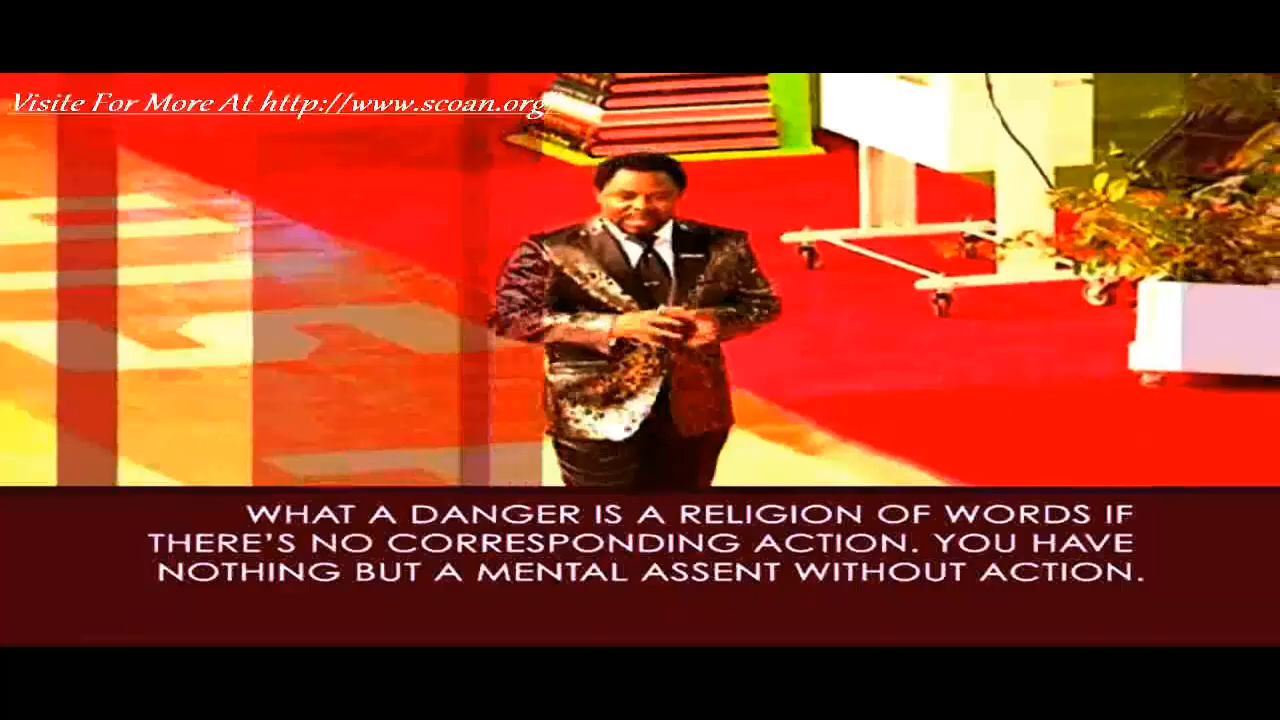 Visite For More At http://www.scoan.org/
WHAT A DANGER IS A RELIGION OF WORDS IF
THERE'S NO CORRESPONDING ACTION. YOU HAVE
NOTHING BUT A MENTAL ASSENT WITHOUT ACTION.